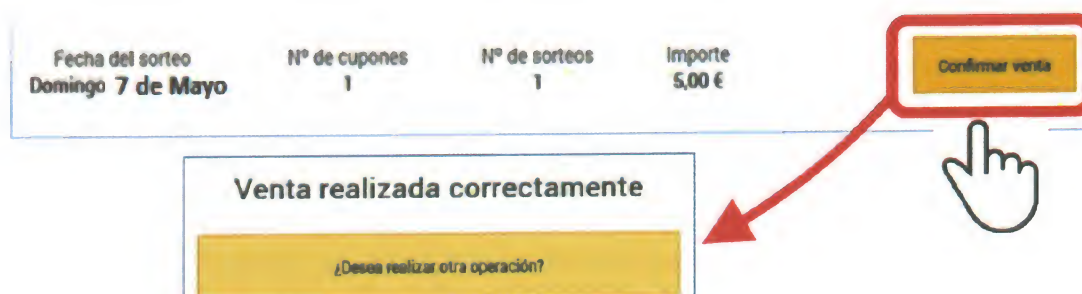 Fecha del sorteo Nº de cupones Nº de sorteos Importe
Domingo 7 de Mayo 1 1 5,00 €
Confirmar venta
Venta realizada correctamente
¿Desea realizar otra operación?